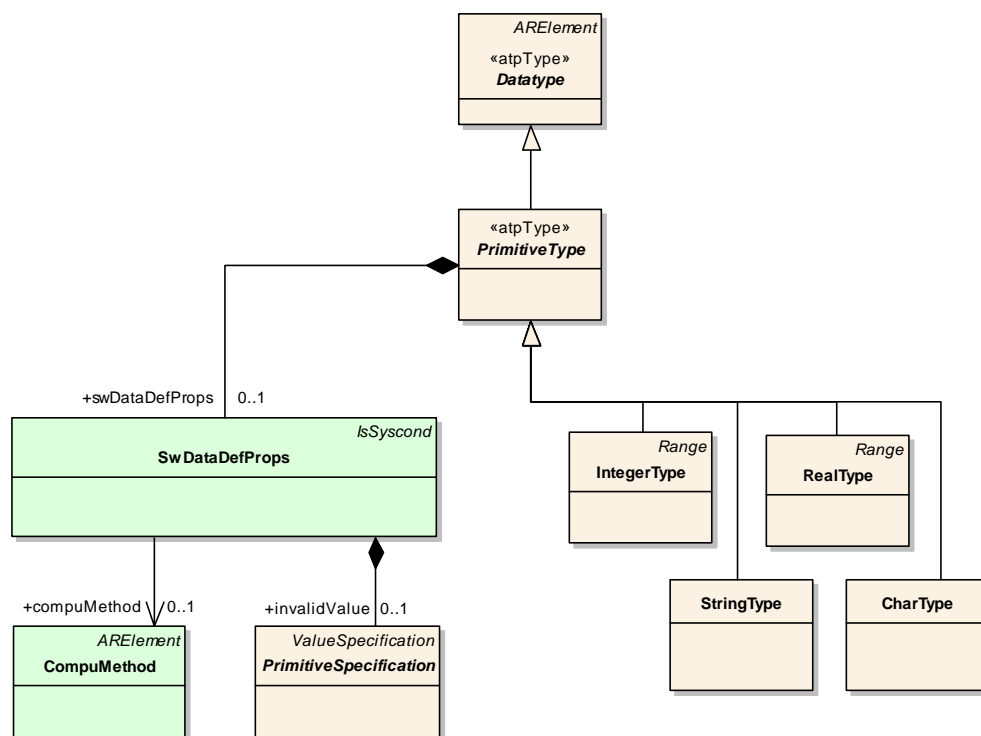 ARElement
«atpType»
Datatype
«atpType»
PrimitiveType
+swDataDefProps 0..1
IsSyscond
SwDataDefProps
Range
IntegerType
Range
RealType
StringType
CharType
+compuMethod 0..1
+invalidValue 0..1
ARElement
CompuMethod
ValueSpecification
PrimitiveSpecification